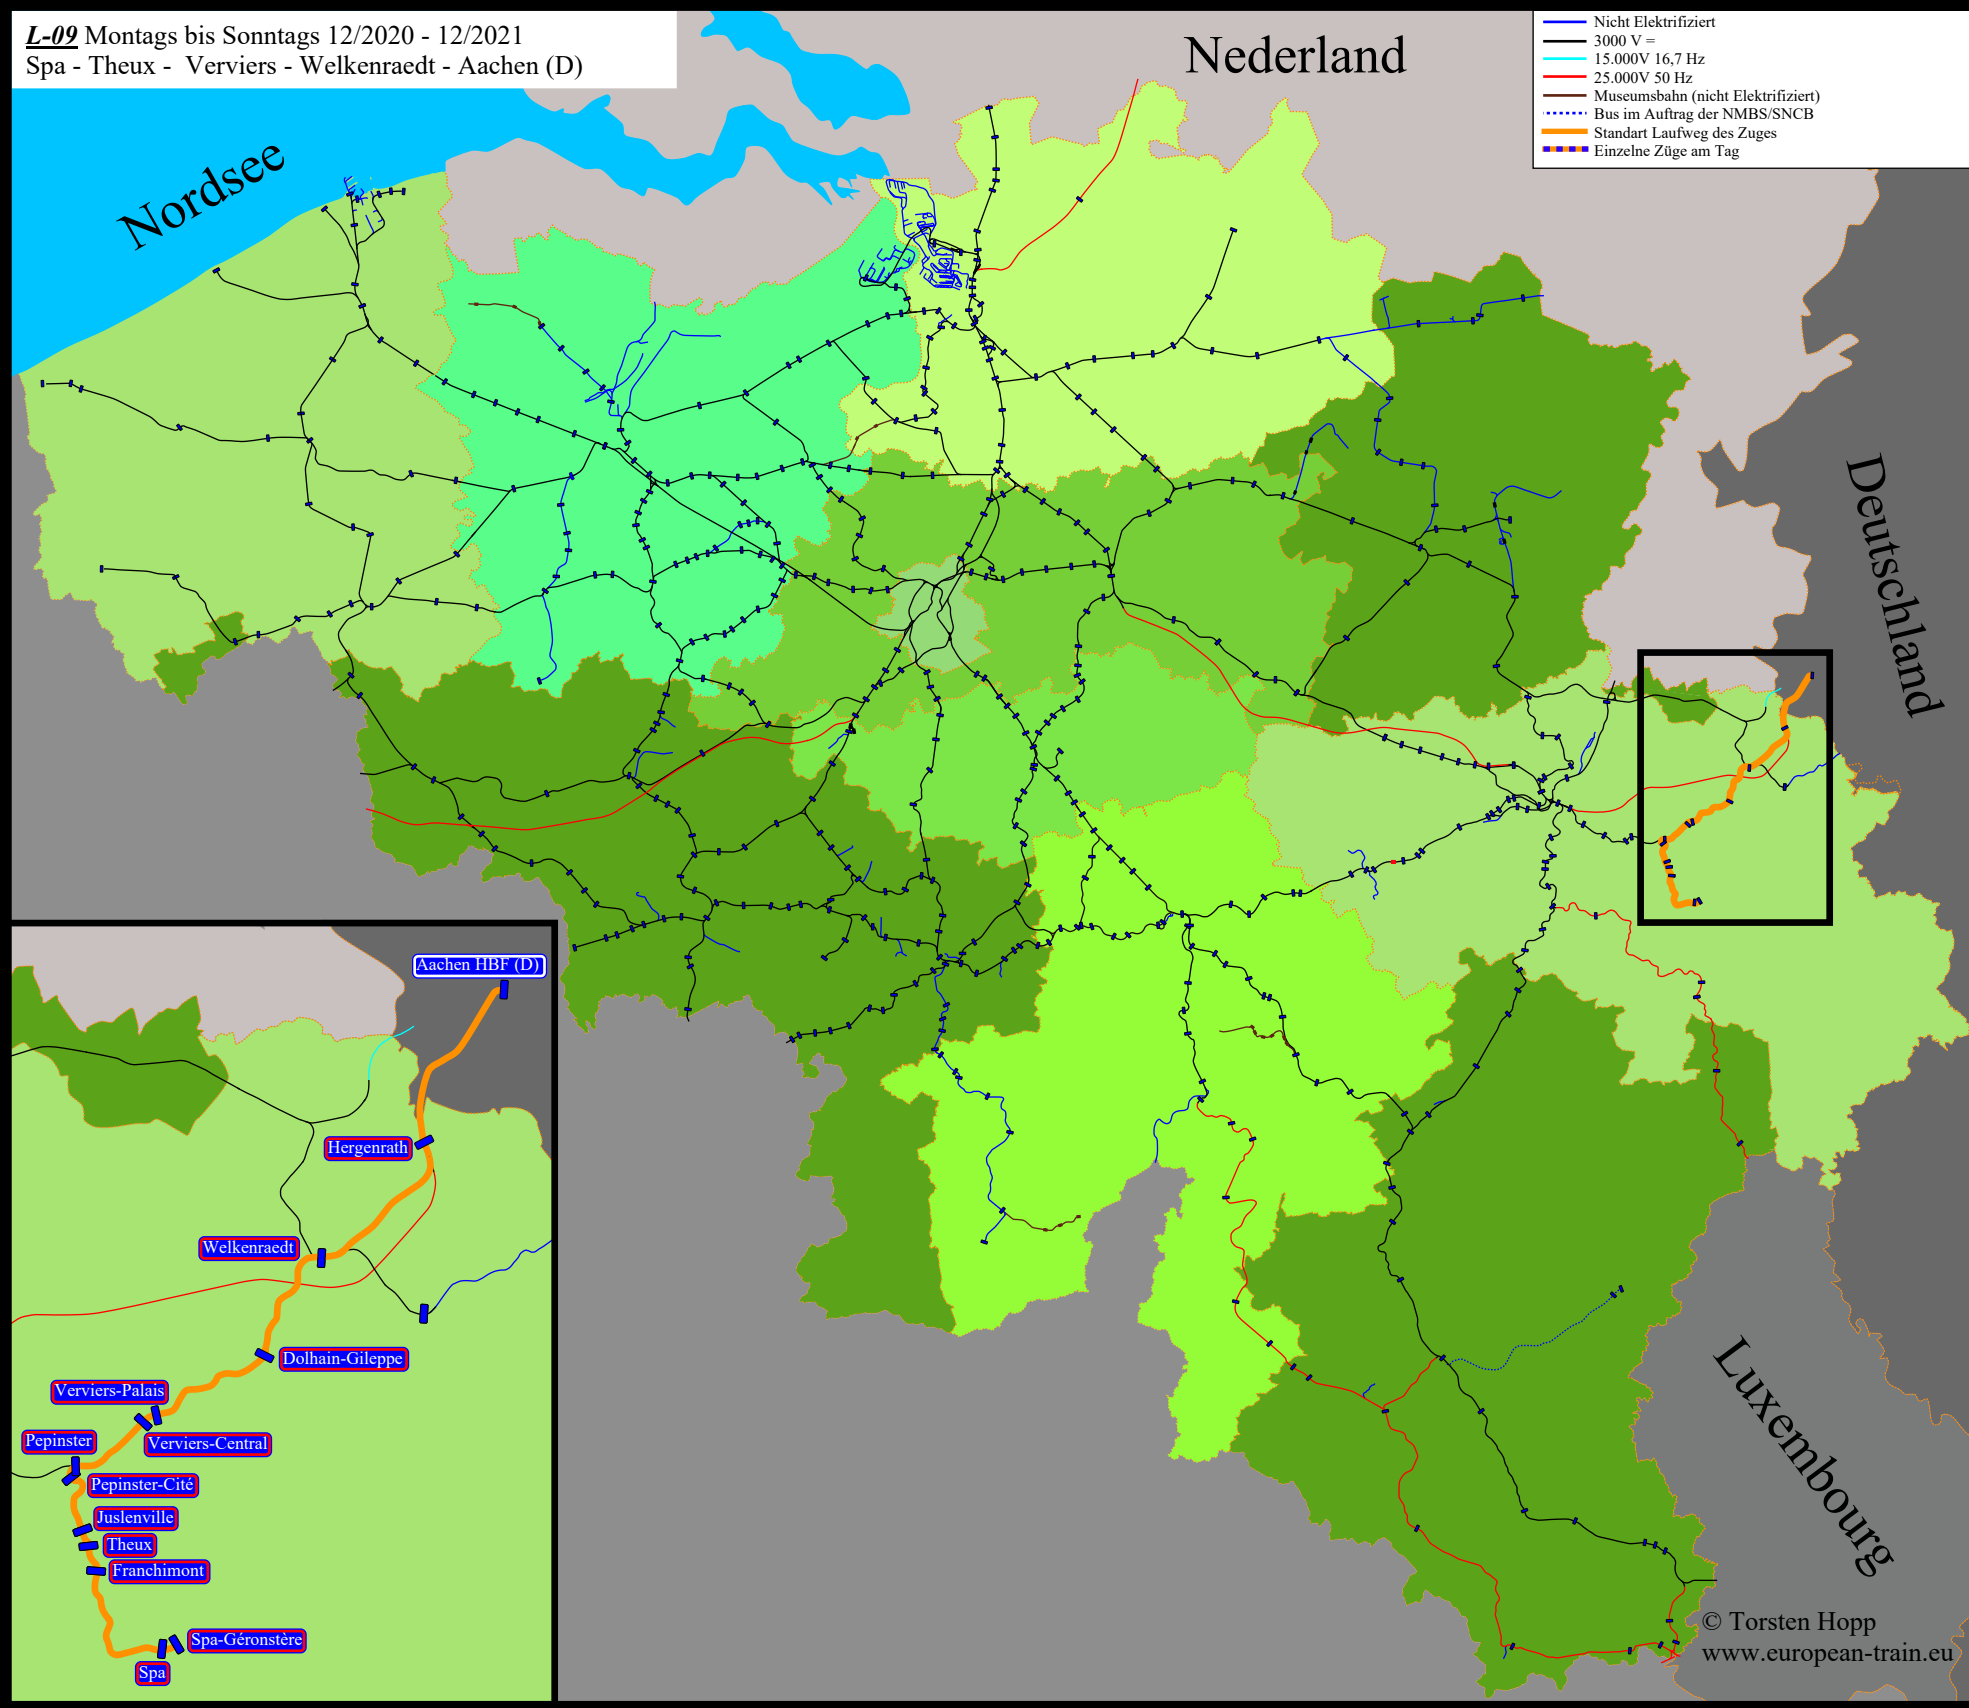 L-09 Montags bis Sonntags 12/2020 - 12/2021
Spa - Theux - Verviers - Welkenraedt - Aachen (D)
Nederland
Nicht Elektrifiziert
3000 V =
15.000V 16,7 Hz
25.000V 50 Hz
Museumsbahn (nicht Elektrifiziert)
Bus im Auftrag der NMBS/SNCB
Standart Laufweg des Zuges
Einzelne Züge am Tag
Nordsee
Deutschland
Aachen HBF (D)
Hergenrath
Welkenraedt
Dolhain-Gileppe
Verviers-Palais
Verviers-Central
Pepinster
Pepinster-Cité
Juslenville
Theux
Franchimont
Spa-Géronstère
Spa
Luxembourg
© Torsten Hopp
www.european-train.eu